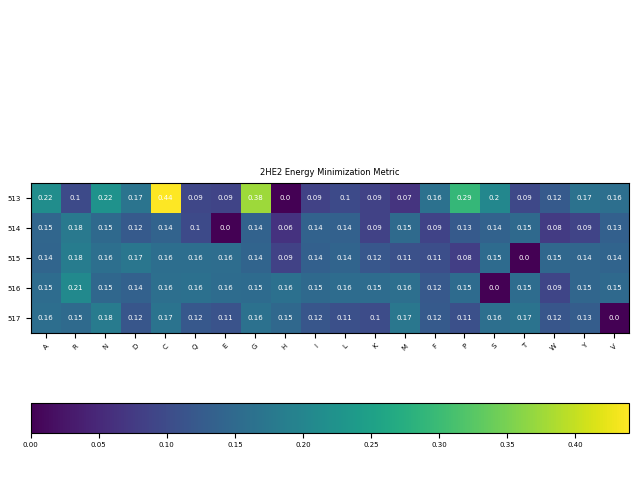 2HE2 Energy Minimization Metric
513 0.22 0.1 0.22 0.17 0.44 0.09 0.09 0.38 0.0 0.09 0.1 0.09 0.07 0.16 0.29 0.2 0.09 0.12 0.17 0.16
514 0.15 0.18 0.15 0.12 0.14 0.1 0.0 0.14 0.06 0.14 0.14 0.09 0.15 0.09 0.13 0.14 0.15 0.08 0.09 0.13
515 0.14 0.18 0.16 0.17 0.16 0.16 0.16 0.14 0.09 0.14 0.14 0.12 0.11 0.11 0.08 0.15 0.0 0.15 0.14 0.14
516 0.15 0.21 0.15 0.14 0.16 0.16 0.16 0.15 0.16 0.15 0.16 0.15 0.16 0.12 0.15 0.0 0.15 0.09 0.15 0.15
517 0.16 0.15 0.18 0.12 0.17 0.12 0.11 0.16 0.15 0.12 0.11 0.1 0.17 0.12 0.11 0.16 0.17 0.12 0.13 0.0
A R N D C Q E G H I L K M F P S T W Y V
0.00 0.05 0.10 0.15 0.20 0.25 0.30 0.35 0.40